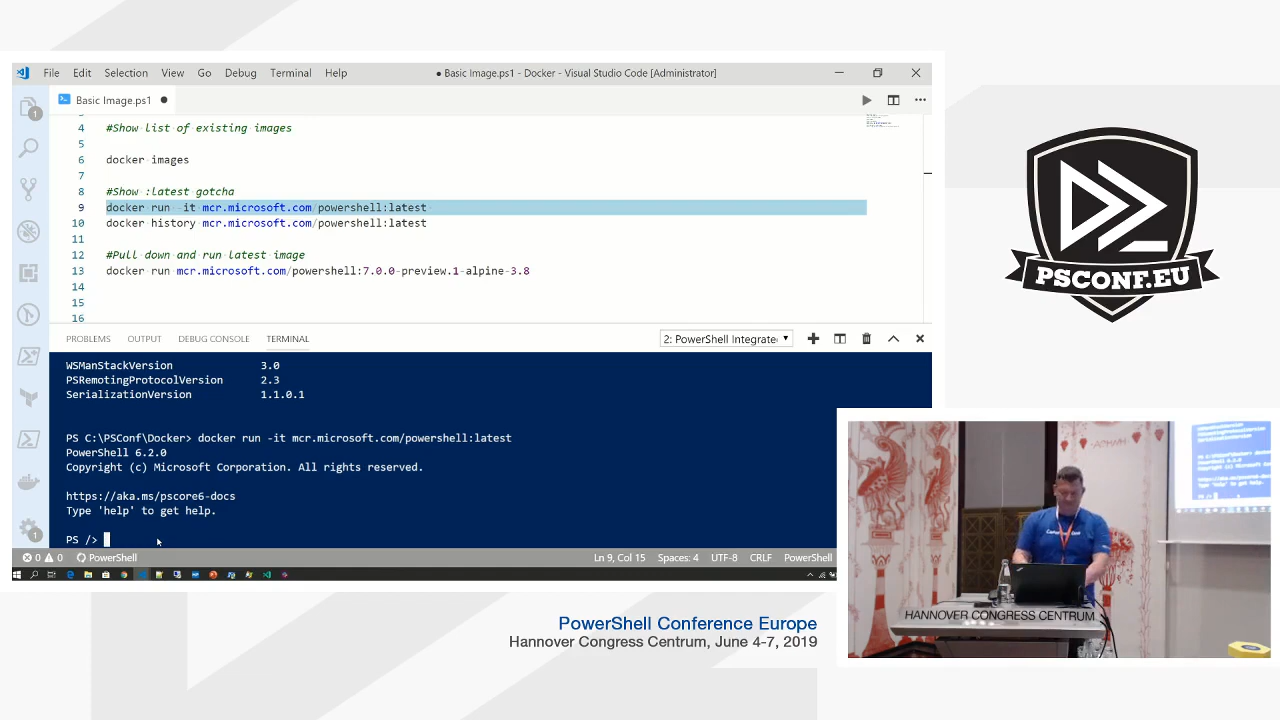 File Edit Selection View Go Debug Terminal Help
● Basic Image.ps1 - Docker - Visual Studio Code [Administrator]
Basic Image.ps1 ●
4 #Show list of existing images
5
6 docker images
7
8 #Show :latest gotcha
9 docker run -it mcr.microsoft.com/powershell:latest
10 docker history mcr.microsoft.com/powershell:latest
11
12 #Pull down and run latest image
13 docker run mcr.microsoft.com/powershell:7.0.0-preview.1-alpine-3.8
14
15
16
PROBLEMS OUTPUT DEBUG CONSOLE TERMINAL
2: PowerShell Integrate
WSManStackVersion 3.0
PSRemotingProtocolVersion 2.3
SerializationVersion 1.1.0.1
PS C:\PSConf\Docker> docker run -it mcr.microsoft.com/powershell:latest
PowerShell 6.2.0
Copyright (c) Microsoft Corporation. All rights reserved.
https://aka.ms/pscore6-docs
Type 'help' to get help.
PS />
0 0 PowerShell
Ln 9, Col 15 Spaces: 4 UTF-8 CRLF PowerShell
PSCONF.EU
HANNOVER CONGRESS CENTRUM
PowerShell Conference Europe
Hannover Congress Centrum, June 4-7, 2019